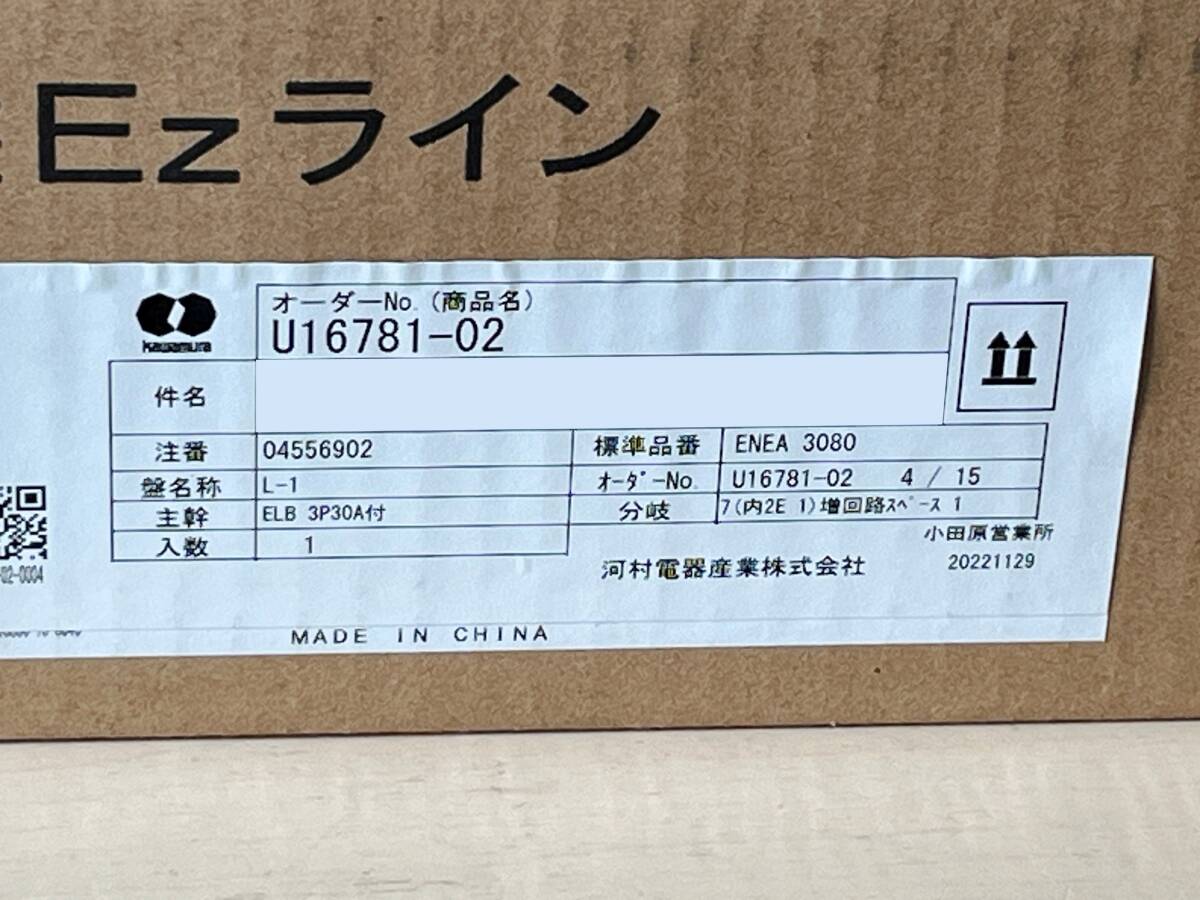 Ezライン
kawamura
オーダーNo.(商品名)
U16781-02
件名
注番 04556902 標準品番 ENEA 3080
盤名称 L-1 ｵｰﾀﾞｰNo. U16781-02 4 / 15
主幹 ELB 3P30A付 分岐 7(内2E 1)増回路ｽﾍﾟｰｽ 1
入数 1
小田原営業所
河村電器産業株式会社 20221129
-02-0004
MADE IN CHINA